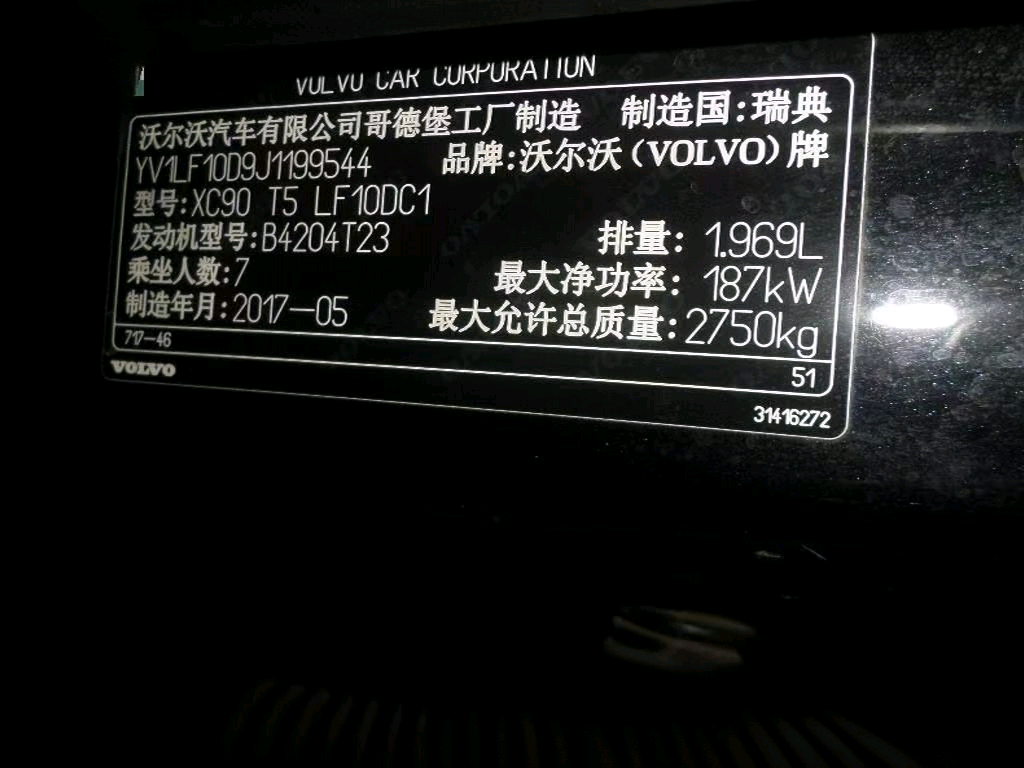 VOLVO CAR CORPORATION
沃尔沃汽车有限公司哥德堡工厂制造 制造国:瑞典
YV1LF10D9J1199544 品牌:沃尔沃(VOLVO)牌
型号:XC90 T5 LF10DC1
发动机型号:B4204T23 排量: 1.969L
乘坐人数:7 最大净功率: 187kW
制造年月:2017-05 最大允许总质量:2750kg
717-46
51
VOLVO
31416272